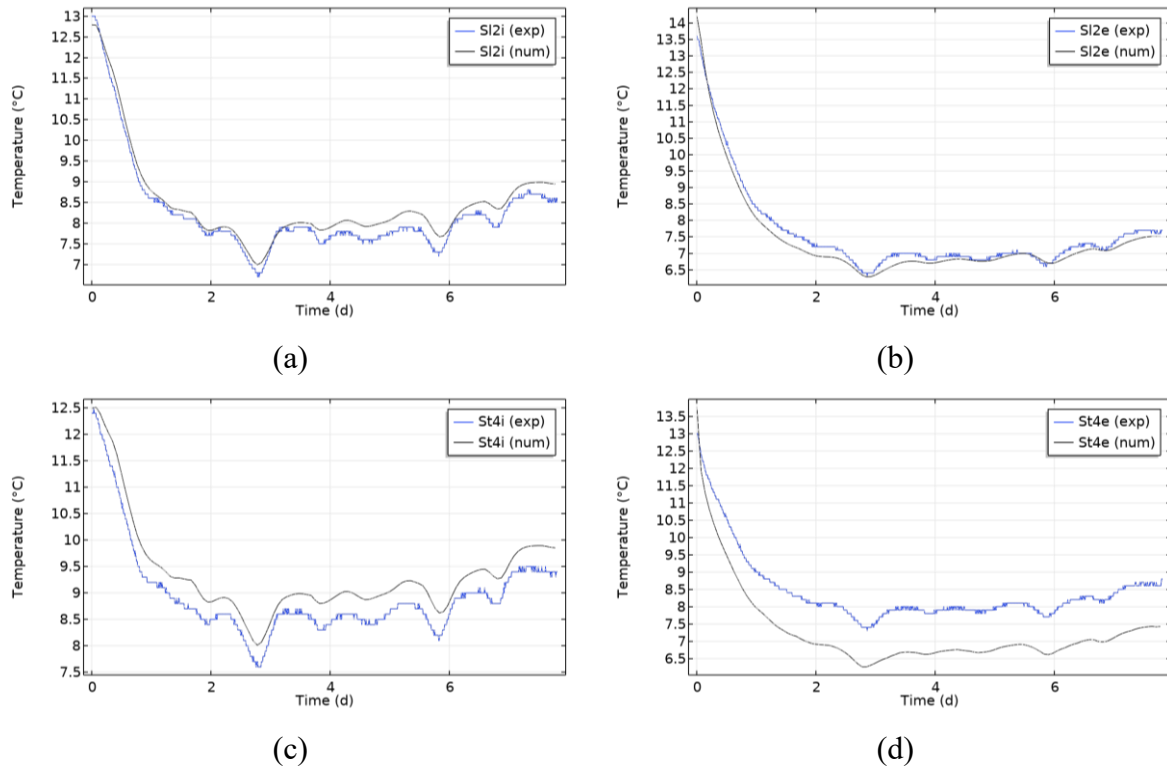 13
12.5
12
11.5
11
10.5
10
9.5
9
8.5
8
7.5
7
Temperature (°C)
Sl2i (exp)
Sl2i (num)
0 2 4 6
Time (d)
(a)
14
13.5
13
12.5
12
11.5
11
10.5
10
9.5
9
8.5
8
7.5
7
6.5
Temperature (°C)
Sl2e (exp)
Sl2e (num)
0 2 4 6
Time (d)
(b)
12.5
12
11.5
11
10.5
10
9.5
9
8.5
8
7.5
Temperature (°C)
St4i (exp)
St4i (num)
0 2 4 6
Time (d)
(c)
13.5
13
12.5
12
11.5
11
10.5
10
9.5
9
8.5
8
7.5
7
6.5
Temperature (°C)
St4e (exp)
St4e (num)
0 2 4 6
Time (d)
(d)